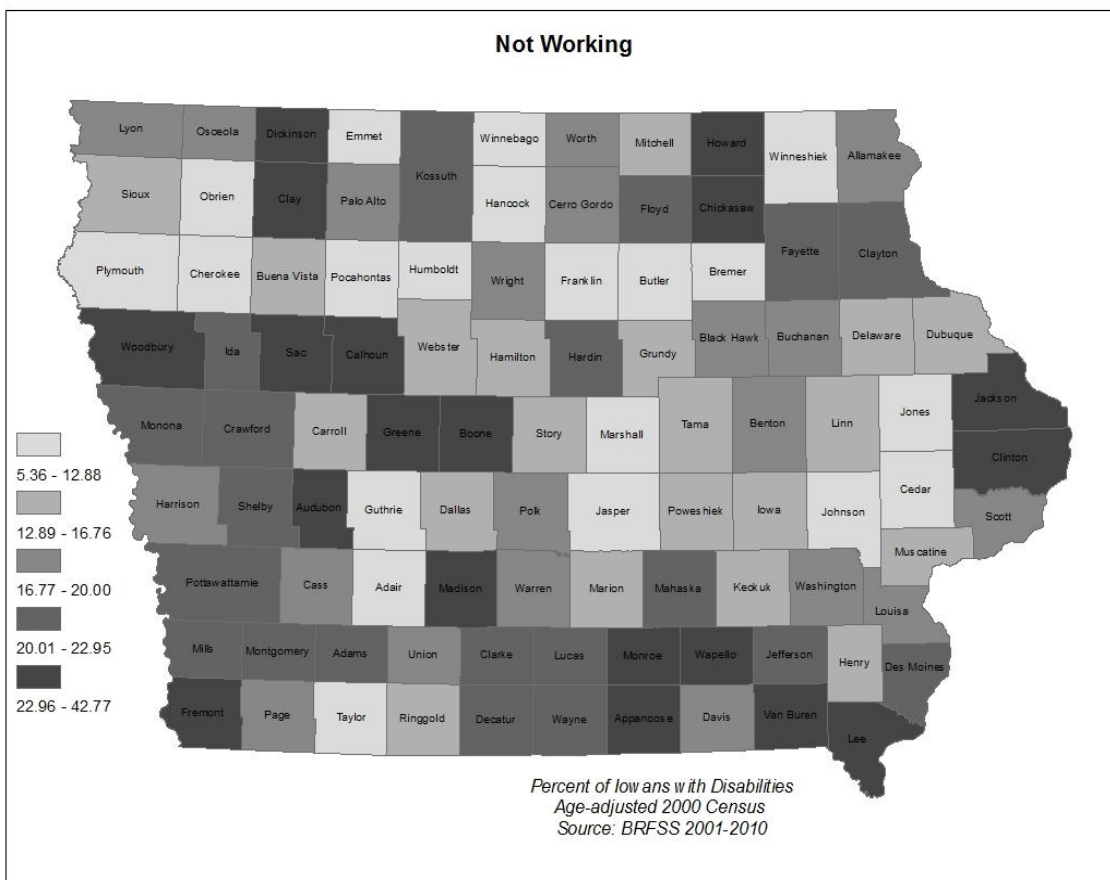 Not Working
Lyon
Osceola
Dickinson
Emmet
Winnebago
Worth
Mitchell
Howard
Winneshiek
Allamakee
Kossuth
Sioux
Obrien
Clay
Palo Alto
Hancock
Cerro Gordo
Floyd
Chickasaw
Fayette
Clayton
Plymouth
Cherokee
Buena Vista
Pocahontas
Humboldt
Wright
Franklin
Butler
Bremer
Woodbury
Ida
Sac
Calhoun
Webster
Hamilton
Hardin
Grundy
Black Hawk
Buchanan
Delaware
Dubuque
Monona
Crawford
Carroll
Greene
Boone
Story
Marshall
Tama
Benton
Linn
Jones
Jackson
Clinton
Cedar
Harrison
Shelby
Audubon
Guthrie
Dallas
Polk
Jasper
Poweshiek
Iowa
Johnson
Scott
Muscatine
Pottawattamie
Cass
Adair
Madison
Warren
Marion
Mahaska
Keokuk
Washington
Louisa
Mills
Montgomery
Adams
Union
Clarke
Lucas
Monroe
Wapello
Jefferson
Henry
Des Moines
Fremont
Page
Taylor
Ringgold
Decatur
Wayne
Appanoose
Davis
Van Buren
Lee
5.36 - 12.88
12.89 - 16.76
16.77 - 20.00
20.01 - 22.95
22.96 - 42.77
Percent of Iowans with Disabilities
Age-adjusted 2000 Census
Source: BRFSS 2001-2010